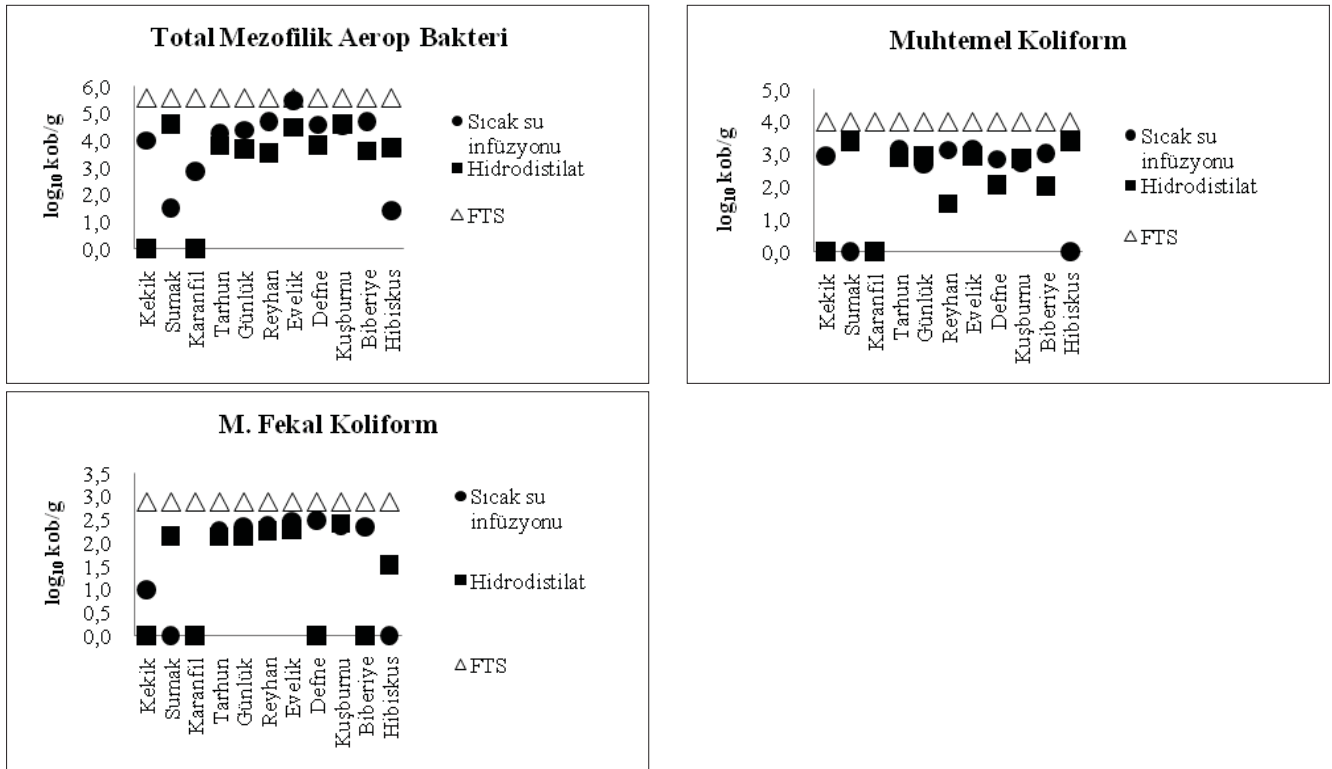 Total Mezofilik Aerop Bakteri
log10 kob/g
6,0
5,0
4,0
3,0
2,0
1,0
0,0
Kekik
Sumak
Karanfil
Tarhun
Günlük
Reyhan
Evelik
Defne
Kuşburnu
Biberiye
Hibiskus
Sıcak su
infüzyonu
Hidrodistilat
FTS
Muhtemel Koliform
log10 kob/g
5,0
4,0
3,0
2,0
1,0
0,0
Kekik
Sumak
Karanfil
Tarhun
Günlük
Reyhan
Evelik
Defne
Kuşburnu
Biberiye
Hibiskus
Sıcak su
infüzyonu
Hidrodistilat
FTS
M. Fekal Koliform
log10 kob/g
3,5
3,0
2,5
2,0
1,5
1,0
0,5
0,0
Kekik
Sumak
Karanfil
Tarhun
Günlük
Reyhan
Evelik
Defne
Kuşburnu
Biberiye
Hibiskus
Sıcak su
infüzyonu
Hidrodistilat
FTS